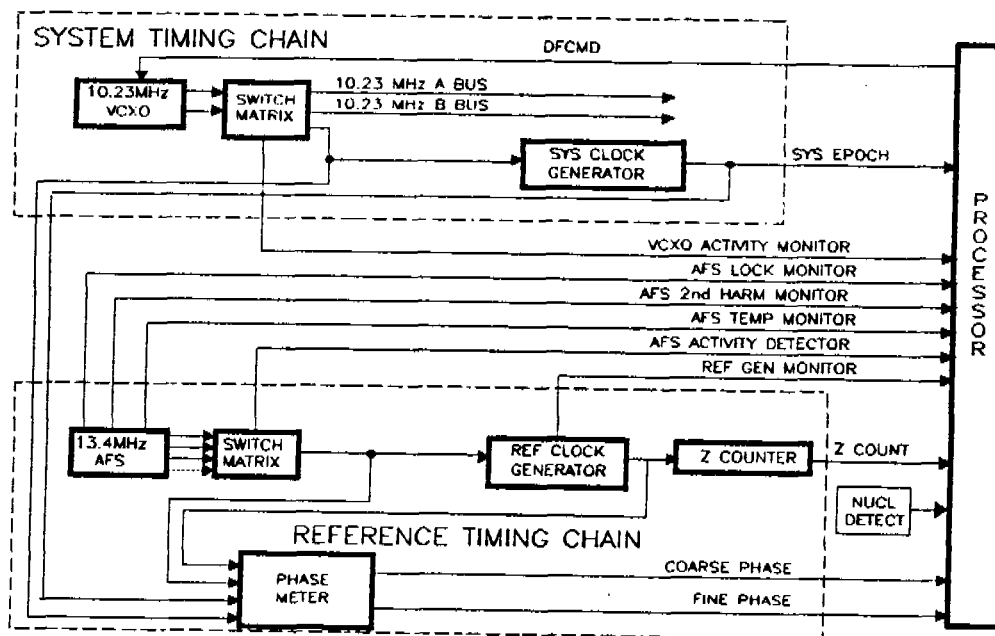 SYSTEM TIMING CHAIN
DFCMD
10.23MHz
VCXO
SWITCH
MATRIX
10.23 MHz A BUS
10.23 MHz B BUS
SYS CLOCK
GENERATOR
SYS EPOCH
PROCESSOR
VCXO ACTIVITY MONITOR
AFS LOCK MONITOR
AFS 2nd HARM MONITOR
AFS TEMP MONITOR
AFS ACTIVITY DETECTOR
REF GEN MONITOR
13.4MHz
AFS
SWITCH
MATRIX
REF CLOCK
GENERATOR
Z COUNTER
Z COUNT
NUCL
DETECT
REFERENCE TIMING CHAIN
PHASE
METER
COARSE PHASE
FINE PHASE